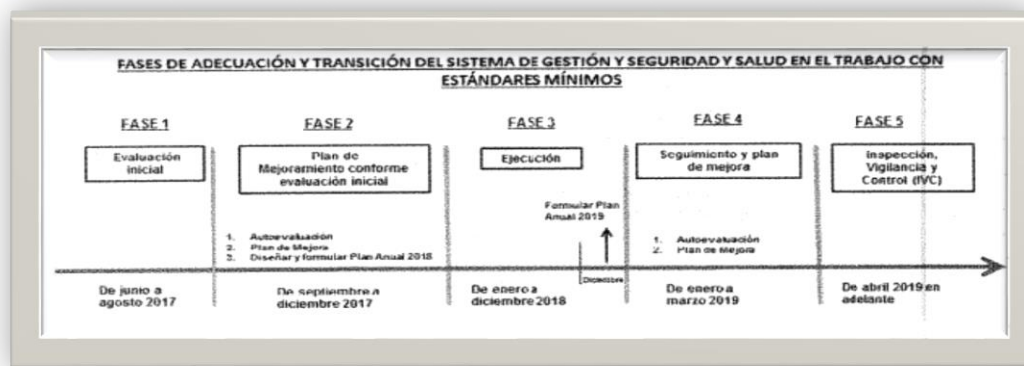 FASES DE ADECUACIÓN Y TRANSICIÓN DEL SISTEMA DE GESTIÓN Y SEGURIDAD Y SALUD EN EL TRABAJO CON
ESTÁNDARES MÍNIMOS
FASE 1
Evaluación
inicial
De junio a
agosto 2017
FASE 2
Plan de
Mejoramiento conforme
evaluación inicial
1. Autoevaluación
2. Plan de Mejora
3. Diseñar y formular Plan Anual 2018
De septiembre a
diciembre 2017
FASE 3
Ejecución
Formular Plan
Anual 2019
Diciembre
De enero a
diciembre 2018
FASE 4
Seguimiento y plan
de mejora
1. Autoevaluación
2. Plan de Mejora
De enero a
marzo 2019
FASE 5
Inspección,
Vigilancia y
Control (IVC)
De abril 2019 en
adelante